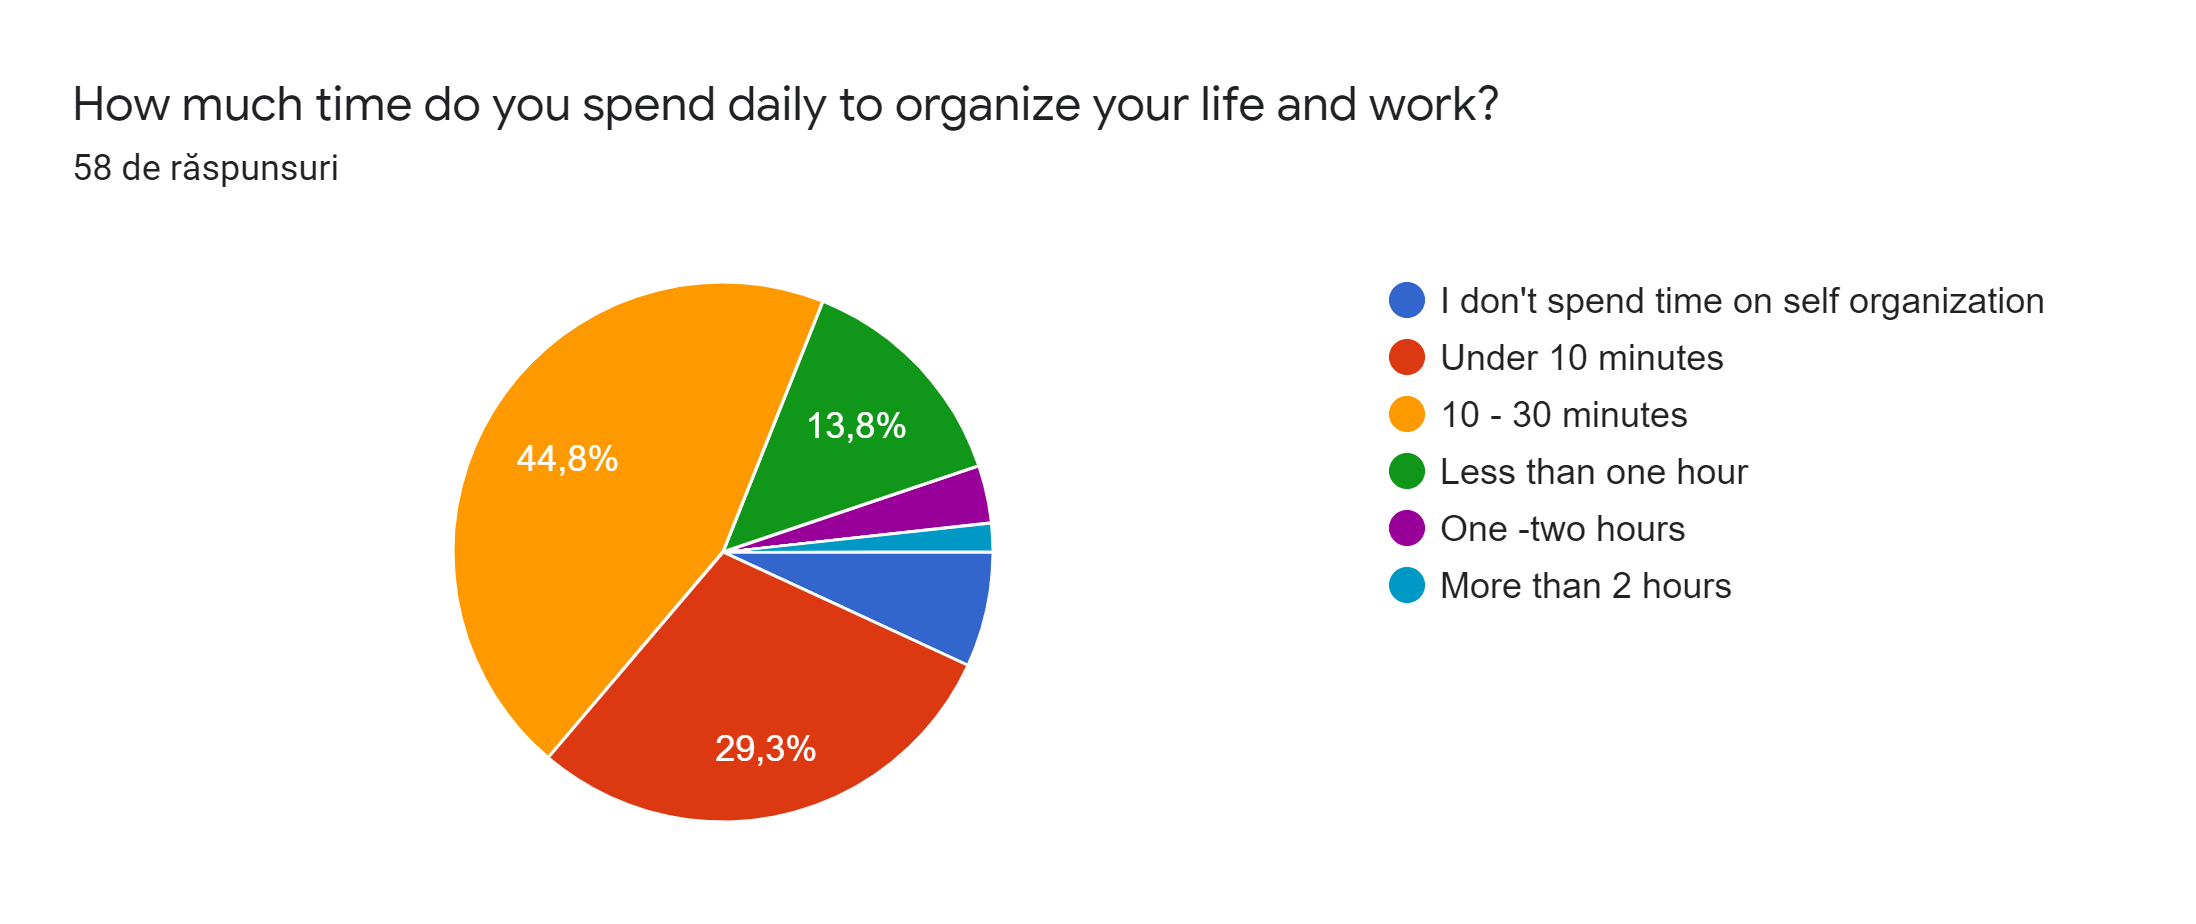 How much time do you spend daily to organize your life and work?
58 de răspunsuri
44,8%
13,8%
29,3%
I don't spend time on self organization
Under 10 minutes
10 - 30 minutes
Less than one hour
One -two hours
More than 2 hours